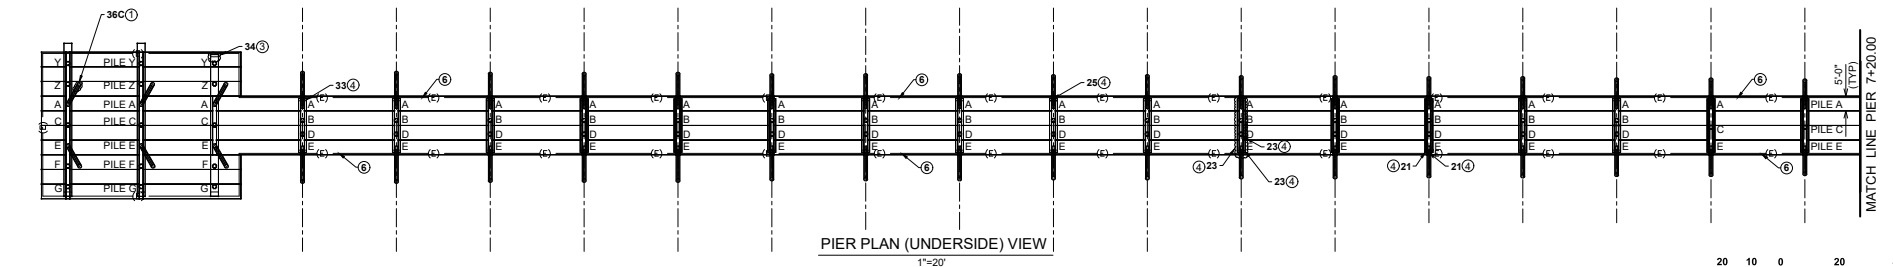 36C①
34③
Y PILE Y Y
Z PILE Z Z
A PILE A A
C PILE C C
E PILE E E
F PILE F F
G PILE G G
(E)
33④ 6 6 25④ 6
(E) (E) (E) (E) (E) (E) (E) (E) (E) (E) (E)
A A A A A A A A A A A A A A A A PILE A
B B B B B B B B B B B B B B B C PILE C
D D D D D D D D D D D D D D D
E E E E E E E E E E E E E E E E PILE E
(E) (E) (E) (E) (E) (E) (E) (E) (E) (E) (E)
6 6 ④23 23④ 23④ ④21 21④ 6
5'-0"
(TYP)
MATCH LINE PIER 7+20.00
PIER PLAN (UNDERSIDE) VIEW
1"=20'
20 10 0 20